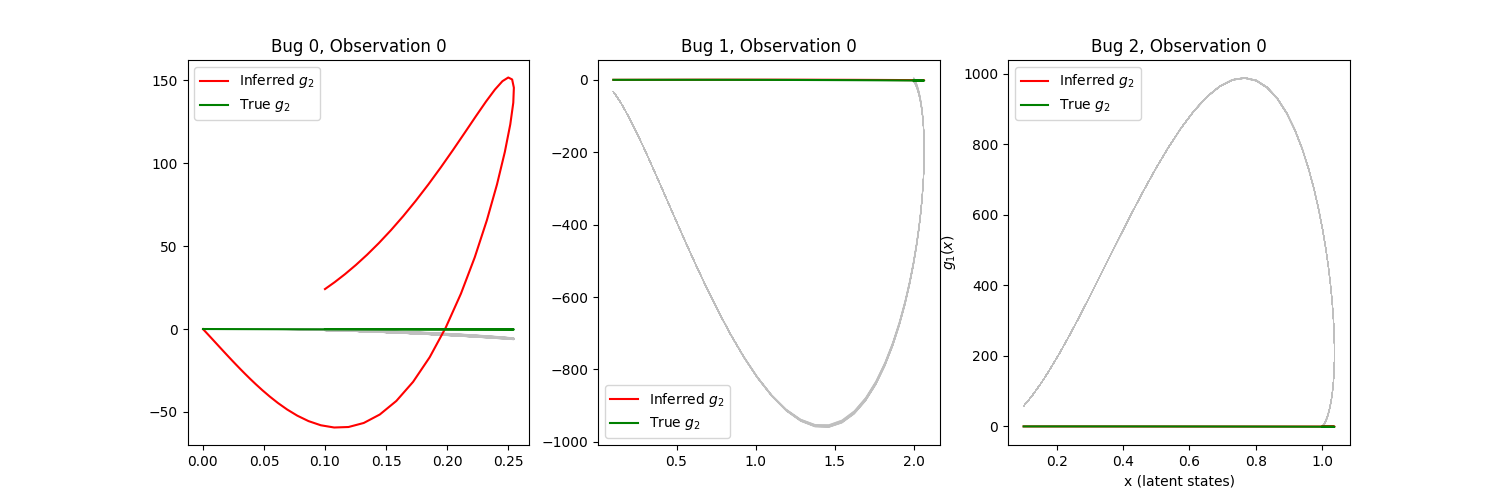 Bug 0, Observation 0
Inferred g₂
True g₂
150
100
50
0
−50
0.00 0.05 0.10 0.15 0.20 0.25
Bug 1, Observation 0
0
−200
−400
−600
−800
−1000
Inferred g₂
True g₂
0.5 1.0 1.5 2.0
Bug 2, Observation 0
Inferred g₂
True g₂
g₁(x)
1000
800
600
400
200
0
0.2 0.4 0.6 0.8 1.0
x (latent states)